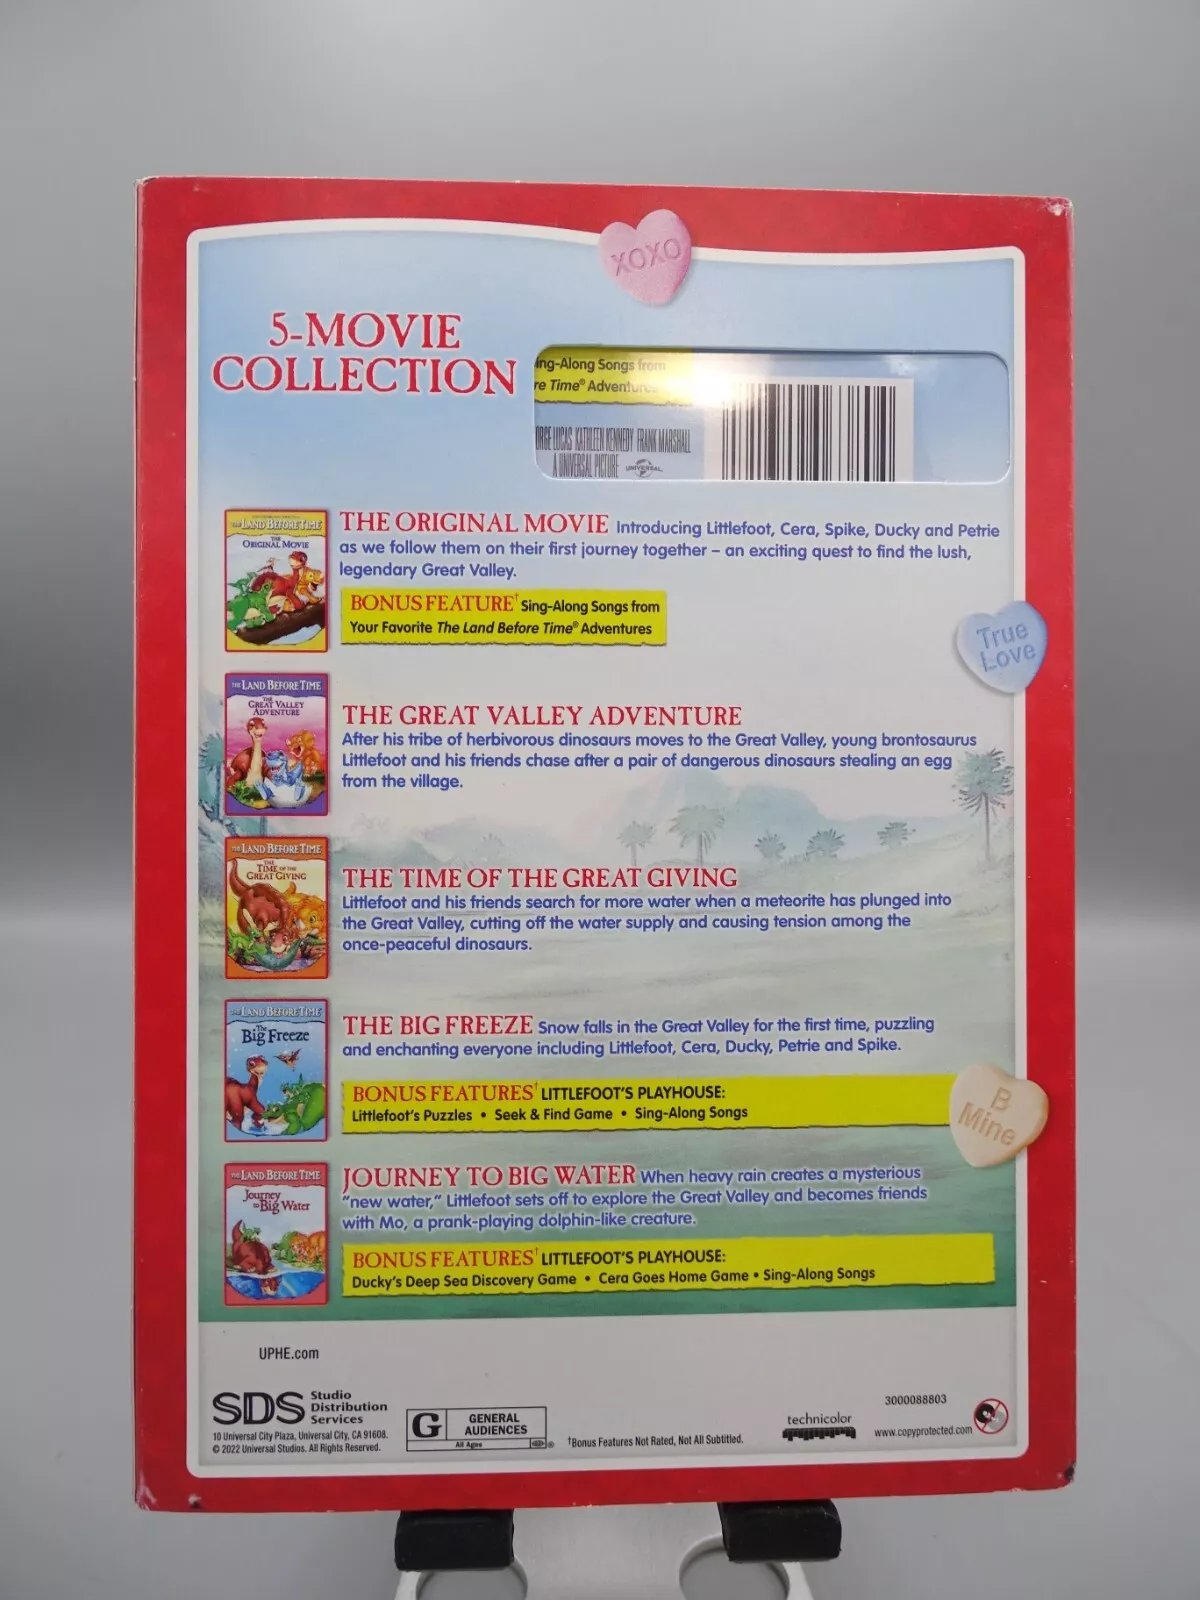 XOXO
5-MOVIE
COLLECTION
ing-Along Songs from
re Time® Adventures
ORGE LUCAS KATHLEEN KENNEDY FRANK MARSHALL
A UNIVERSAL PICTURE UNIVERSAL
THE LAND BEFORE TIME
THE
ORIGINAL MOVIE
THE ORIGINAL MOVIE Introducing Littlefoot, Cera, Spike, Ducky and Petrie
as we follow them on their first journey together – an exciting quest to find the lush,
legendary Great Valley.
BONUS FEATURE† Sing-Along Songs from
Your Favorite The Land Before Time® Adventures
True
Love
THE LAND BEFORE TIME
THE
GREAT VALLEY
ADVENTURE
THE GREAT VALLEY ADVENTURE
After his tribe of herbivorous dinosaurs moves to the Great Valley, young brontosaurus
Littlefoot and his friends chase after a pair of dangerous dinosaurs stealing an egg
from the village.
THE LAND BEFORE TIME
THE
TIME OF THE
GREAT GIVING
THE TIME OF THE GREAT GIVING
Littlefoot and his friends search for more water when a meteorite has plunged into
the Great Valley, cutting off the water supply and causing tension among the
once-peaceful dinosaurs.
THE LAND BEFORE TIME
The
Big Freeze
THE BIG FREEZE Snow falls in the Great Valley for the first time, puzzling
and enchanting everyone including Littlefoot, Cera, Ducky, Petrie and Spike.
BONUS FEATURES† LITTLEFOOT'S PLAYHOUSE:
Littlefoot's Puzzles • Seek & Find Game • Sing-Along Songs
B
Mine
THE LAND BEFORE TIME
Journey
to Big Water
JOURNEY TO BIG WATER When heavy rain creates a mysterious
"new water," Littlefoot sets off to explore the Great Valley and becomes friends
with Mo, a prank-playing dolphin-like creature.
BONUS FEATURES† LITTLEFOOT'S PLAYHOUSE:
Ducky's Deep Sea Discovery Game • Cera Goes Home Game • Sing-Along Songs
UPHE.com
SDS Studio
Distribution
Services
10 Universal City Plaza, Universal City, CA 91608.
© 2022 Universal Studios. All Rights Reserved.
G GENERAL
AUDIENCES
All Ages ®
†Bonus Features Not Rated, Not All Subtitled.
technicolor
3000088803
www.copyprotected.com